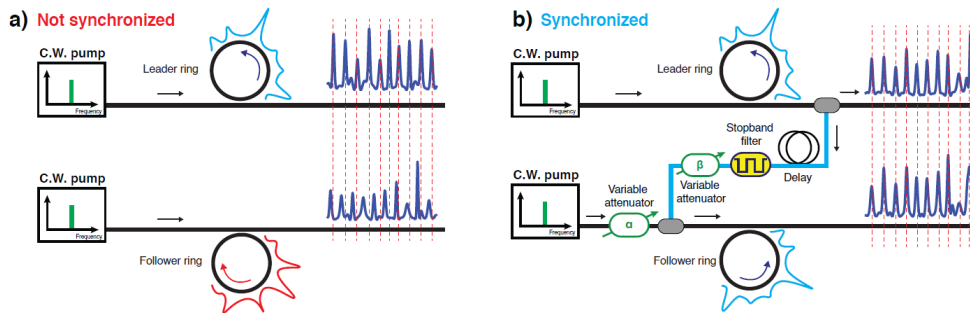 a) Not synchronized
C.W. pump
Frequency
Leader ring
C.W. pump
Frequency
Follower ring
b) Synchronized
C.W. pump
Frequency
Leader ring
Stopband
filter
Delay
β
Variable
attenuator
C.W. pump
Frequency
Variable
attenuator
α
Follower ring